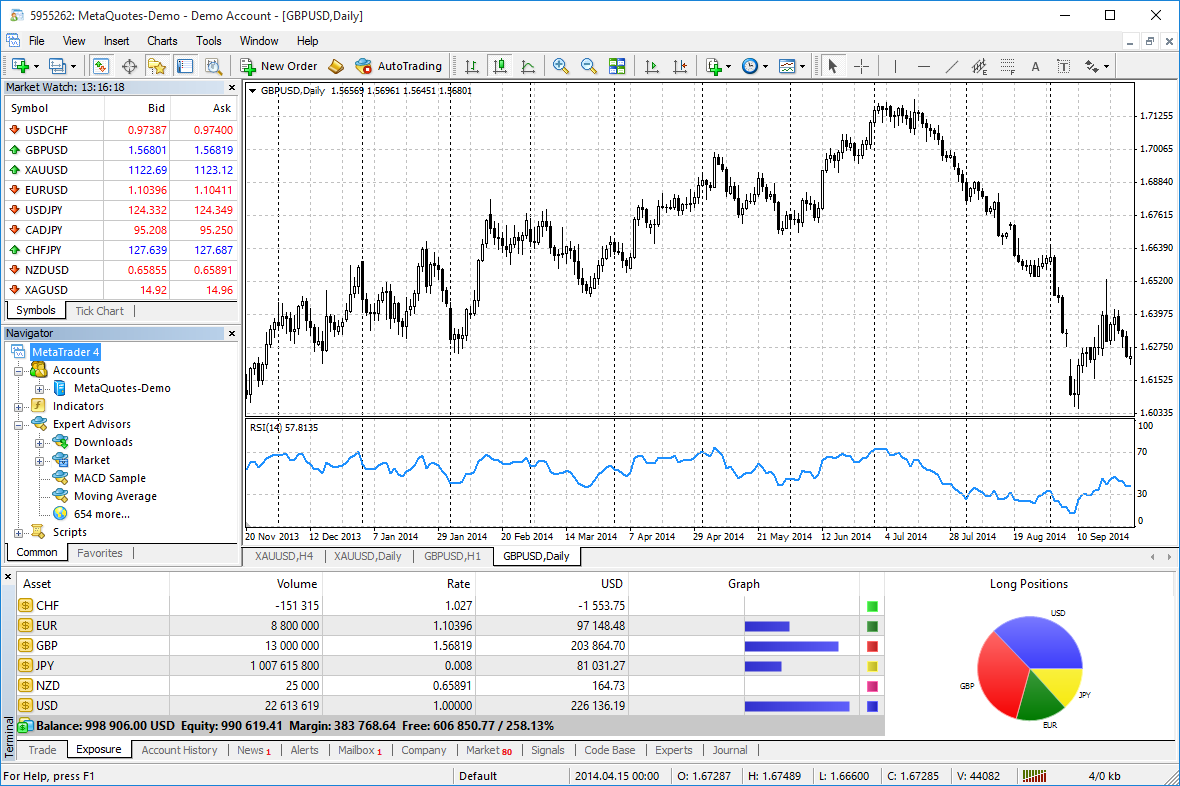 5955262: MetaQuotes-Demo - Demo Account - [GBPUSD,Daily]
File View Insert Charts Tools Window Help
New Order AutoTrading A T
Market Watch: 13:16:18
Symbol Bid Ask
USDCHF 0.97387 0.97400
GBPUSD 1.56801 1.56819
XAUUSD 1122.69 1123.12
EURUSD 1.10396 1.10411
USDJPY 124.332 124.349
CADJPY 95.208 95.250
CHFJPY 127.639 127.687
NZDUSD 0.65855 0.65891
XAGUSD 14.92 14.96
Symbols Tick Chart
Navigator
MetaTrader 4
Accounts
MetaQuotes-Demo
Indicators
Expert Advisors
Downloads
Market
MACD Sample
Moving Average
654 more...
Scripts
Common Favorites
GBPUSD,Daily 1.56569 1.56961 1.56451 1.56801
1.71255
1.70065
1.68840
1.67615
1.66390
1.65200
1.63975
1.62750
1.61525
1.60335
RSI(14) 57.8135
100
70
30
0
20 Nov 2013 12 Dec 2013 7 Jan 2014 29 Jan 2014 20 Feb 2014 14 Mar 2014 7 Apr 2014 29 Apr 2014 21 May 2014 12 Jun 2014 4 Jul 2014 28 Jul 2014 19 Aug 2014 10 Sep 2014
XAUUSD,H4 XAUUSD,Daily GBPUSD,H1 GBPUSD,Daily
Asset Volume Rate USD Graph
CHF -151 315 1.027 -1 553.75
EUR 8 800 000 1.10396 97 148.48
GBP 13 000 000 1.56819 203 864.70
JPY 1 007 615 800 0.008 81 031.27
NZD 25 000 0.65891 164.73
USD 22 613 619 1.00000 226 136.19
Balance: 998 906.00 USD Equity: 990 619.41 Margin: 383 768.64 Free: 606 850.77 / 258.13%
Long Positions
USD
GBP
JPY
EUR
Terminal
Trade Exposure Account History News 1 Alerts Mailbox 1 Company Market 80 Signals Code Base Experts Journal
For Help, press F1 Default 2014.04.15 00:00 O: 1.67287 H: 1.67489 L: 1.66600 C: 1.67285 V: 44082 4/0 kb